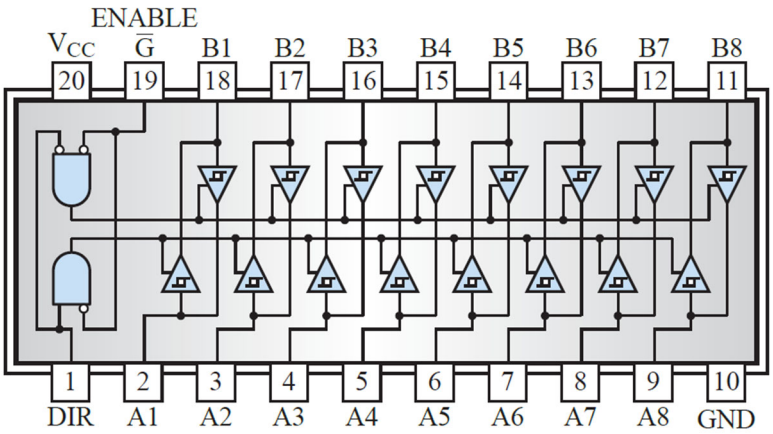 ENABLE
VCC G̅ B1 B2 B3 B4 B5 B6 B7 B8
20 19 18 17 16 15 14 13 12 11
1 2 3 4 5 6 7 8 9 10
DIR A1 A2 A3 A4 A5 A6 A7 A8 GND